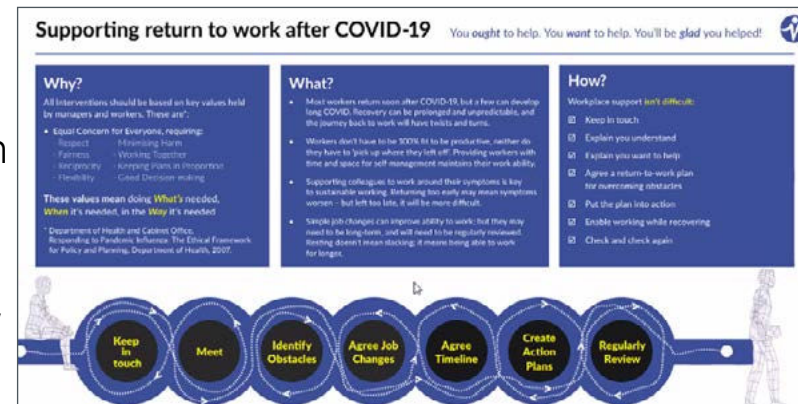 Supporting return to work after COVID-19
You ought to help. You want to help. You'll be glad you helped!
Why?
All interventions should be based on key values held
by managers and workers. These are*:
• Equal Concern for Everyone, requiring:
- Respect - Minimising Harm
- Fairness - Working Together
- Reciprocity - Keeping Plans in Proportion
- Flexibility - Good Decision-making
These values mean doing What's needed,
When it's needed, in the Way it's needed
* Department of Health and Cabinet Office,
Responding to Pandemic Influenza: The Ethical Framework
for Policy and Planning, Department of Health, 2007.
What?
• Most workers return soon after COVID-19, but a few can develop
long COVID. Recovery can be prolonged and unpredictable, and
the journey back to work will have twists and turns.
• Workers don't have to be 100% fit to be productive, neither do
they have to 'pick up where they left off'. Providing workers with
time and space for self management maintains their work ability.
• Supporting colleagues to work around their symptoms is key
to sustainable working. Returning too early may mean symptoms
worsen – but left too late, it will be more difficult.
• Simple job changes can improve ability to work; but they may
need to be long-term, and will need to be regularly reviewed.
Resting doesn't mean slacking; it means being able to work
for longer.
How?
Workplace support isn't difficult:
☑ Keep in touch
☑ Explain you understand
☑ Explain you want to help
☑ Agree a return-to-work plan
for overcoming obstacles
☑ Put the plan into action
☑ Enable working while recovering
☑ Check and check again
Keep
in
touch
Meet
Identify
Obstacles
Agree Job
Changes
Agree
Timeline
Create
Action
Plans
Regularly
Review